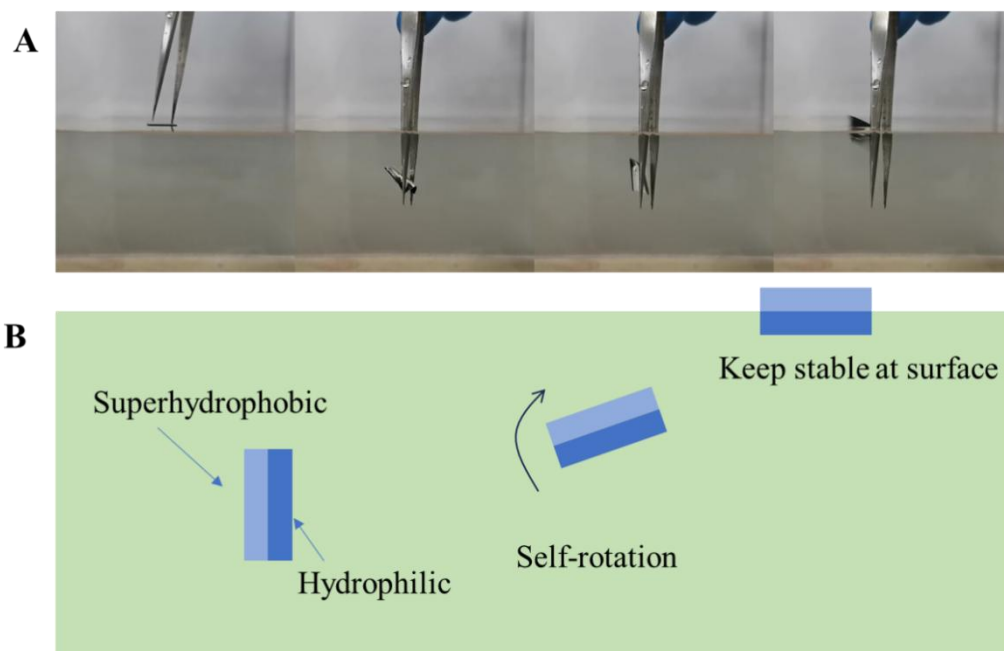 A
B
Keep stable at surface
Superhydrophobic
Self-rotation
Hydrophilic